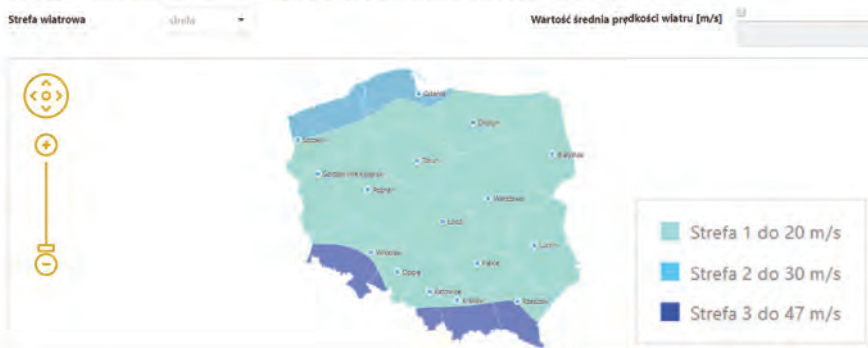 Strefa wiatrowa
strefa
Wartość średnia prędkości wiatru [m/s]
Gdańsk
Olsztyn
Szczecin
Białystok
Toruń
Gorzów Wielkopolski
Poznań
Warszawa
Łódź
Lublin
Wrocław
Kielce
Opole
Katowice
Kraków
Rzeszów
Strefa 1 do 20 m/s
Strefa 2 do 30 m/s
Strefa 3 do 47 m/s